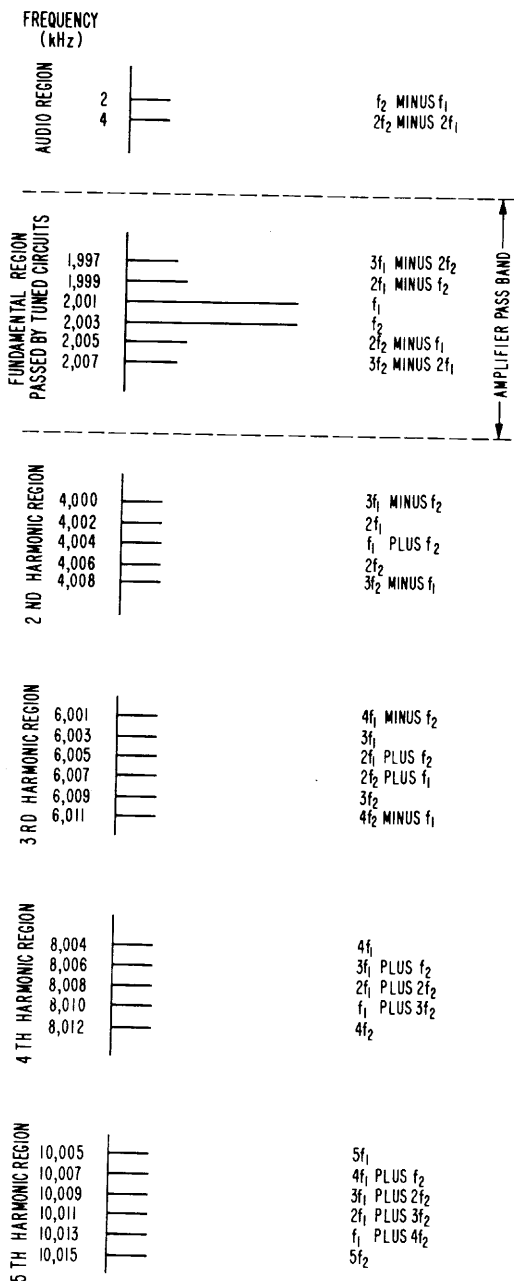 FREQUENCY
(kHz)
AUDIO REGION
2 f₂ MINUS f₁
4 2f₂ MINUS 2f₁
FUNDAMENTAL REGION
PASSED BY TUNED CIRCUITS
AMPLIFIER PASS BAND
1,997 3f₁ MINUS 2f₂
1,999 2f₁ MINUS f₂
2,001 f₁
2,003 f₂
2,005 2f₂ MINUS f₁
2,007 3f₂ MINUS 2f₁
2 ND HARMONIC REGION
4,000 3f₁ MINUS f₂
4,002 2f₁
4,004 f₁ PLUS f₂
4,006 2f₂
4,008 3f₂ MINUS f₁
3 RD HARMONIC REGION
6,001 4f₁ MINUS f₂
6,003 3f₁
6,005 2f₁ PLUS f₂
6,007 2f₂ PLUS f₁
6,009 3f₂
6,011 4f₂ MINUS f₁
4 TH HARMONIC REGION
8,004 4f₁
8,006 3f₁ PLUS f₂
8,008 2f₁ PLUS 2f₂
8,010 f₁ PLUS 3f₂
8,012 4f₂
5 TH HARMONIC REGION
10,005 5f₁
10,007 4f₁ PLUS f₂
10,009 3f₁ PLUS 2f₂
10,011 2f₁ PLUS 3f₂
10,013 f₁ PLUS 4f₂
10,015 5f₂